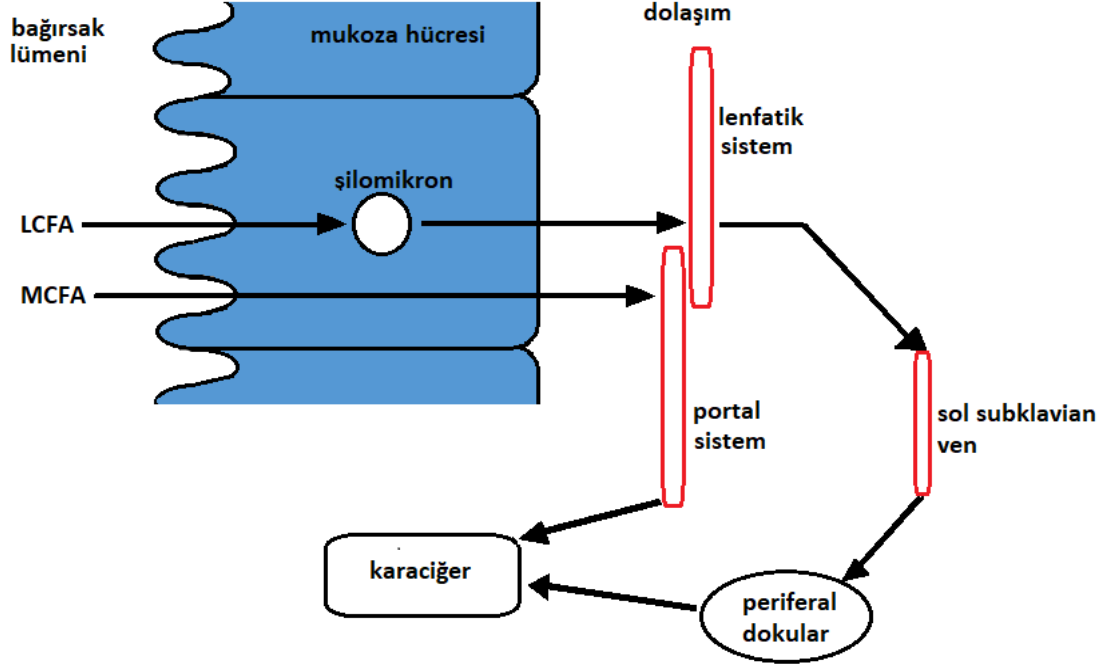 bağırsak
lümeni
mukoza hücresi
dolaşım
lenfatik
sistem
şilomikron
LCFA
MCFA
portal
sistem
sol subklavian
ven
karaciğer
periferal
dokular